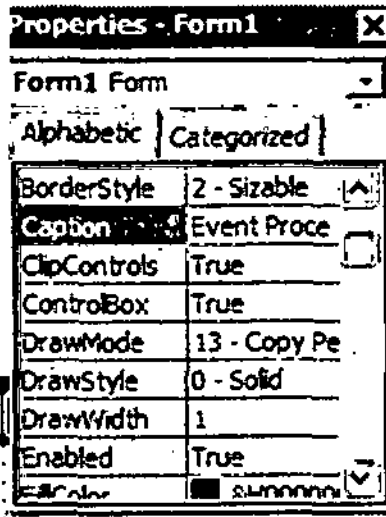 Properties - Form1
Form1 Form
Alphabetic Categorized
BorderStyle 2 - Sizable
Caption Event Proce
ClipControls True
ControlBox True
DrawMode 13 - Copy Pe
DrawStyle 0 - Solid
DrawWidth 1
Enabled True
FillColor